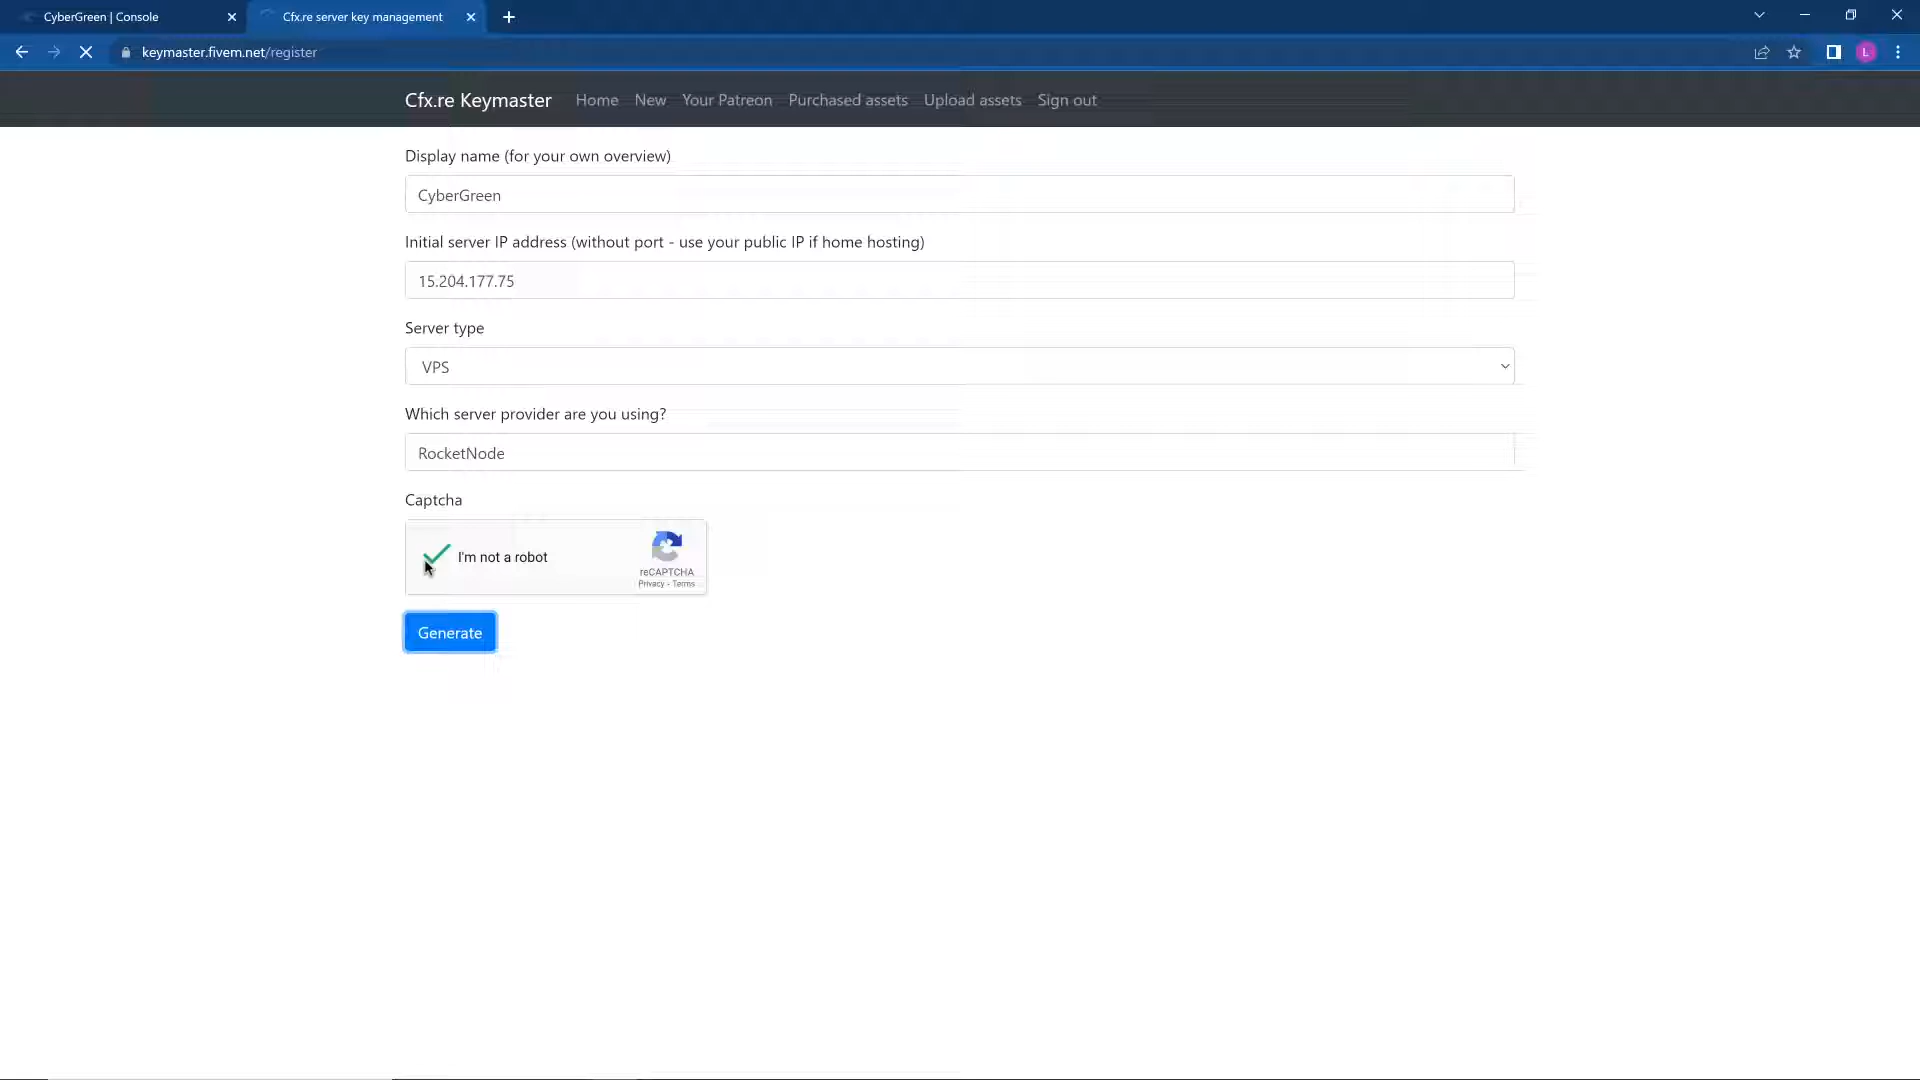 CyberGreen | Console
Cfx.re server key management
keymaster.fivem.net/register
L
Cfx.re Keymaster Home New Your Patreon Purchased assets Upload assets Sign out
Display name (for your own overview)
CyberGreen
Initial server IP address (without port - use your public IP if home hosting)
15.204.177.75
Server type
VPS
Which server provider are you using?
RocketNode
Captcha
I'm not a robot
reCAPTCHA
Privacy - Terms
Generate